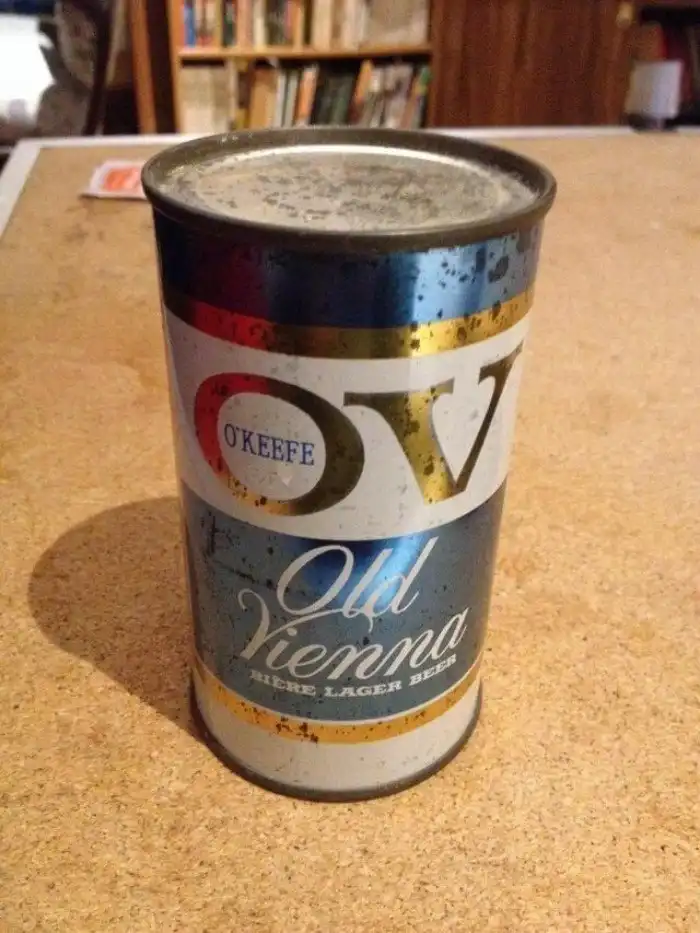 OV
O'KEEFE
Old
Vienna
BIÈRE LAGER BEER